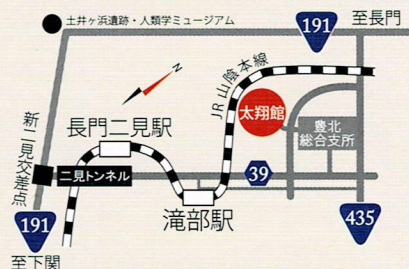 土井ヶ浜遺跡・人類学ミュージアム
191
至長門
N
JR山陰本線
太翔館
豊北
総合支所
長門二見駅
新二見交差点
二見トンネル
39
滝部駅
191
435
至下関